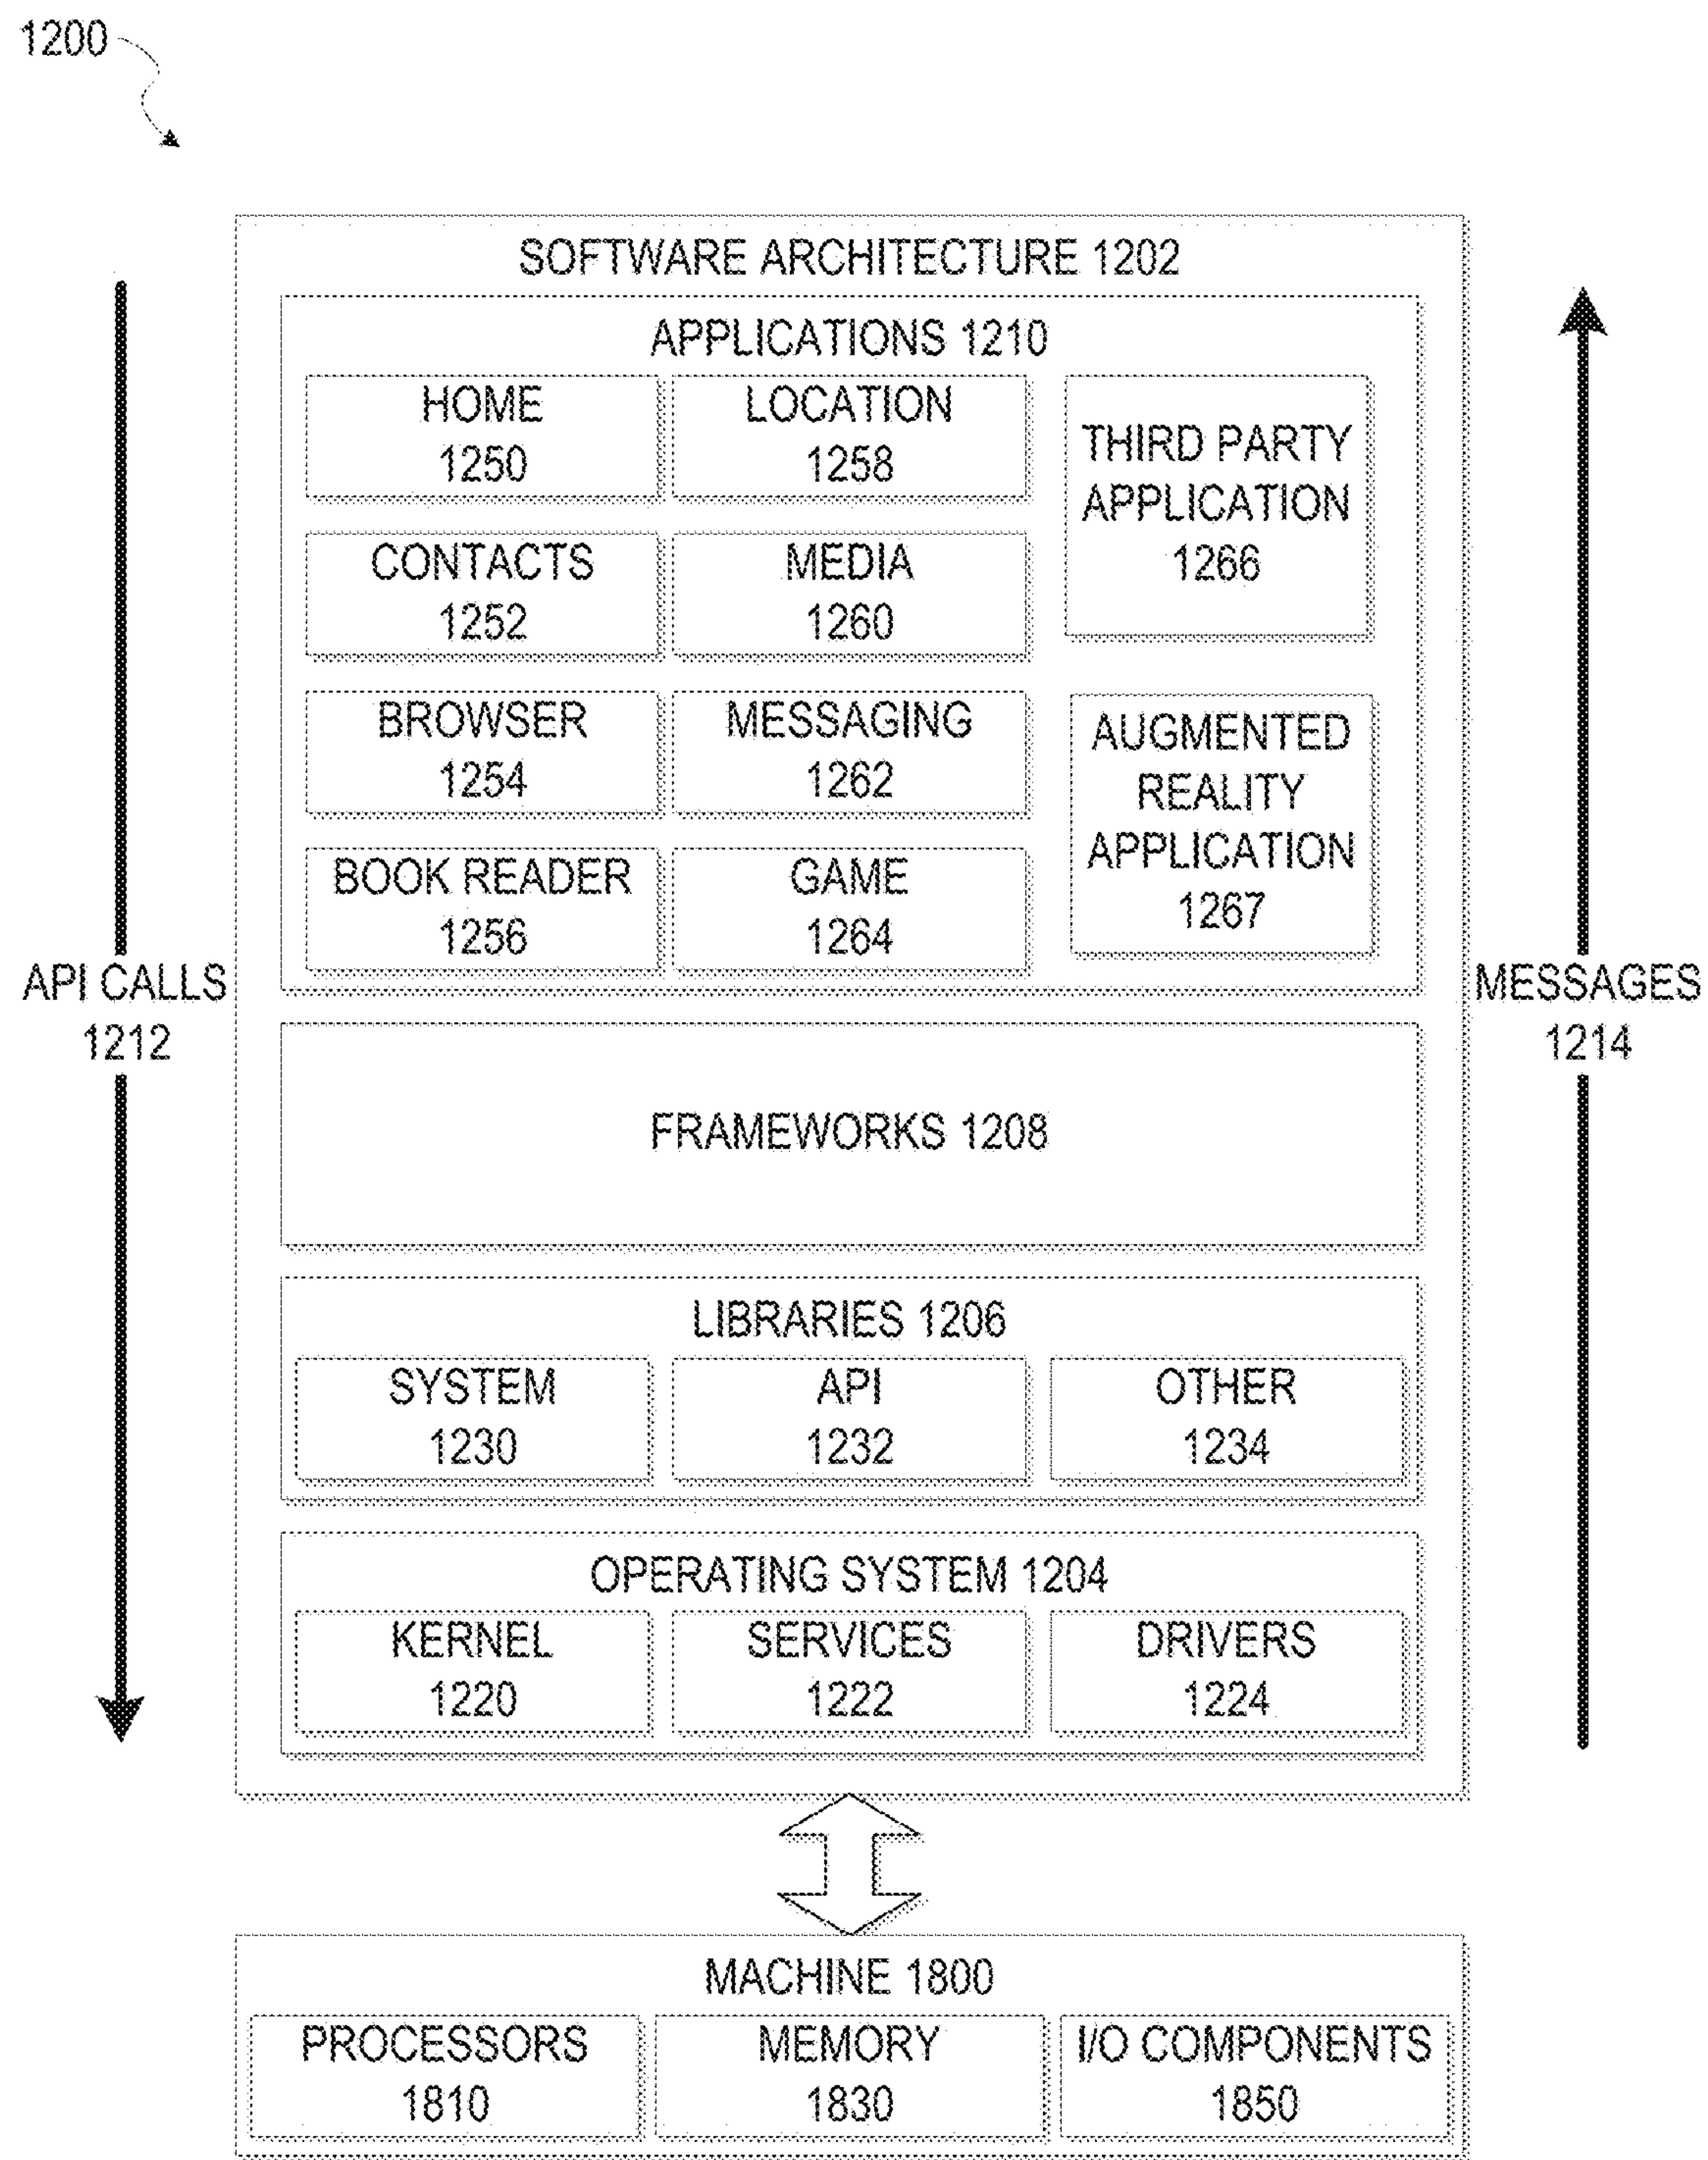 1200
SOFTWARE ARCHITECTURE 1202
APPLICATIONS 1210
HOME
1250
LOCATION
1258
THIRD PARTY
APPLICATION
1266
CONTACTS
1252
MEDIA
1260
BROWSER
1254
MESSAGING
1262
AUGMENTED
REALITY
APPLICATION
1267
BOOK READER
1256
GAME
1264
API CALLS
1212
MESSAGES
1214
FRAMEWORKS 1208
LIBRARIES 1206
SYSTEM
1230
API
1232
OTHER
1234
OPERATING SYSTEM 1204
KERNEL
1220
SERVICES
1222
DRIVERS
1224
MACHINE 1800
PROCESSORS
1810
MEMORY
1830
I/O COMPONENTS
1850